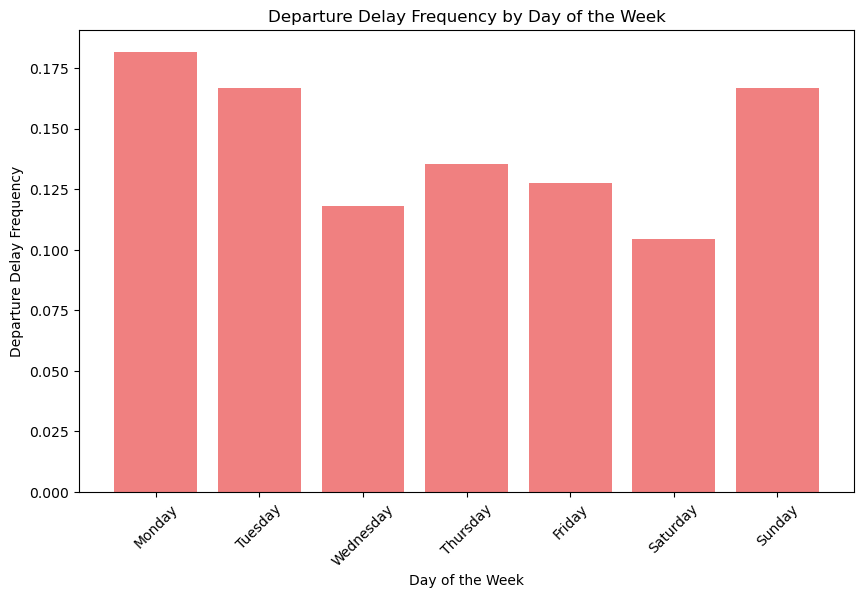 Departure Delay Frequency by Day of the Week
Departure Delay Frequency
0.175
0.150
0.125
0.100
0.075
0.050
0.025
0.000
Monday
Tuesday
Wednesday
Thursday
Friday
Saturday
Sunday
Day of the Week